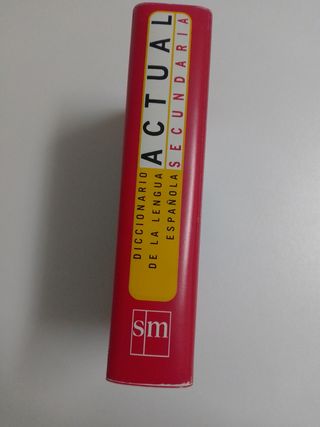 DICCIONARIO
DE LA LENGUA
ESPAÑOLA
ACTUAL
SECUNDARIA
sm